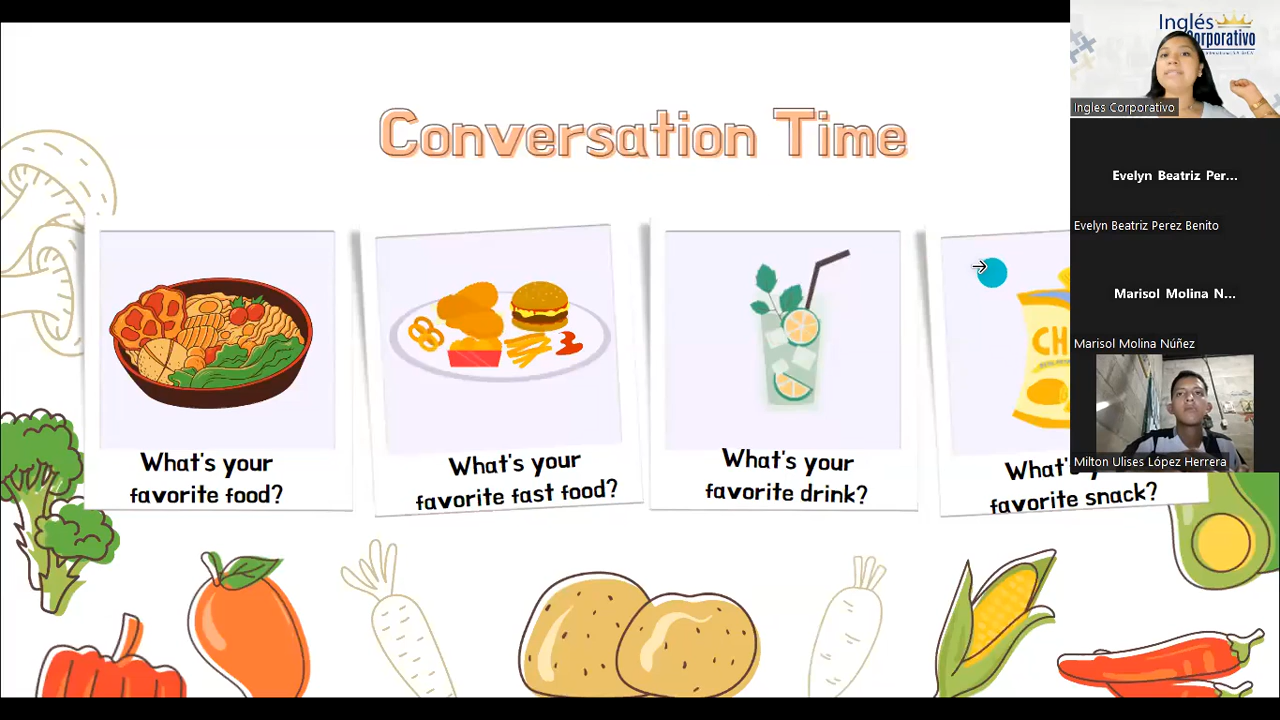 Conversation Time
What's your
favorite food?
What's your
favorite fast food?
What's your
favorite drink?
favorite snack?
Inglés
Corporativo
Ingles Corporativo
Evelyn Beatriz Per...
Evelyn Beatriz Perez Benito
Marisol Molina N...
Marisol Molina Núñez
Milton Ulises López Herrera